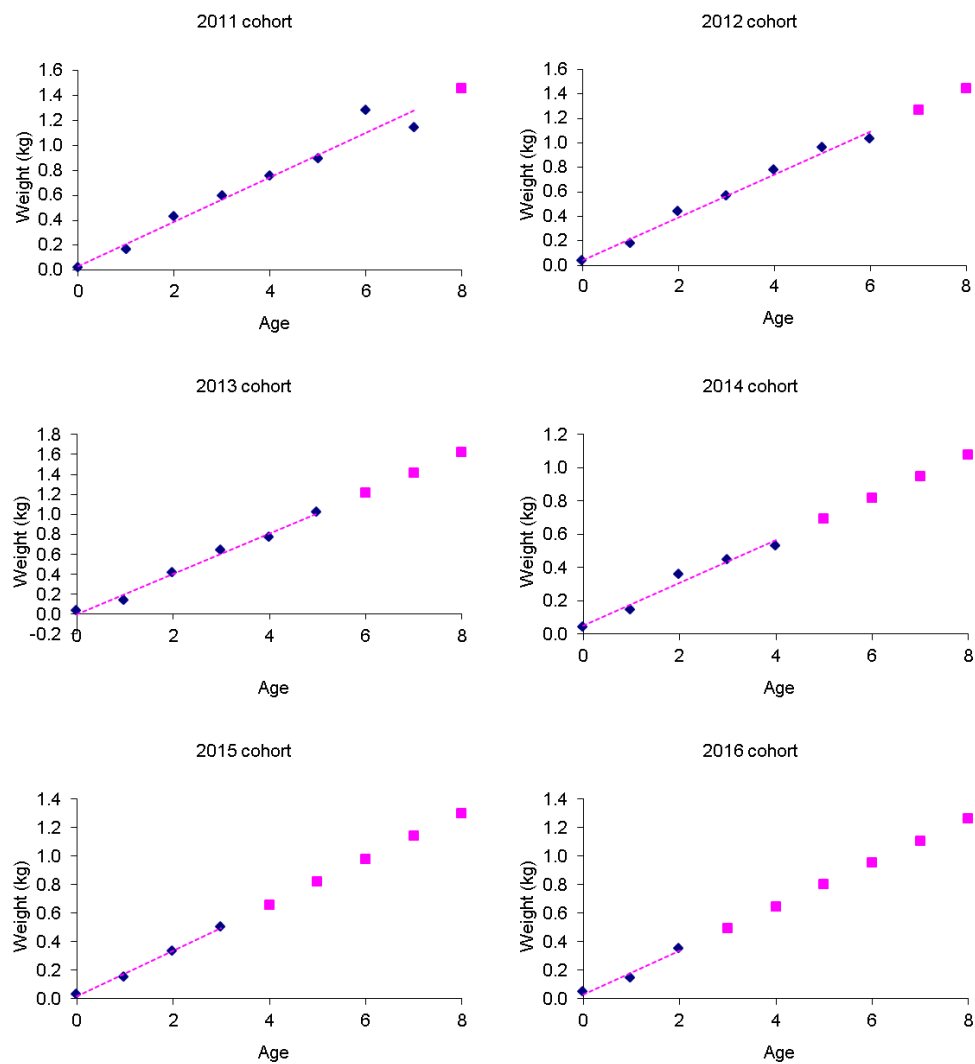 2011 cohort
1.6
1.4
1.2
1.0
0.8
0.6
0.4
0.2
0.0
Weight (kg)
0 2 4 6 8
Age
2012 cohort
1.6
1.4
1.2
1.0
0.8
0.6
0.4
0.2
0.0
Weight (kg)
0 2 4 6 8
Age
2013 cohort
1.8
1.6
1.4
1.2
1.0
0.8
0.6
0.4
0.2
0.0
-0.2
Weight (kg)
0 2 4 6 8
Age
2014 cohort
1.2
1.0
0.8
0.6
0.4
0.2
0.0
Weight (kg)
0 2 4 6 8
Age
2015 cohort
1.4
1.2
1.0
0.8
0.6
0.4
0.2
0.0
Weight (kg)
0 2 4 6 8
Age
2016 cohort
1.4
1.2
1.0
0.8
0.6
0.4
0.2
0.0
Weight (kg)
0 2 4 6 8
Age